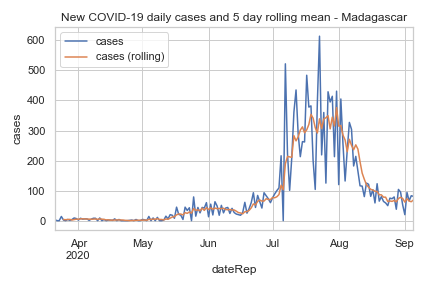 New COVID-19 daily cases and 5 day rolling mean - Madagascar
cases
cases (rolling)
600
500
400
300
200
100
0
cases
Apr
2020
May
Jun
Jul
Aug
Sep
dateRep